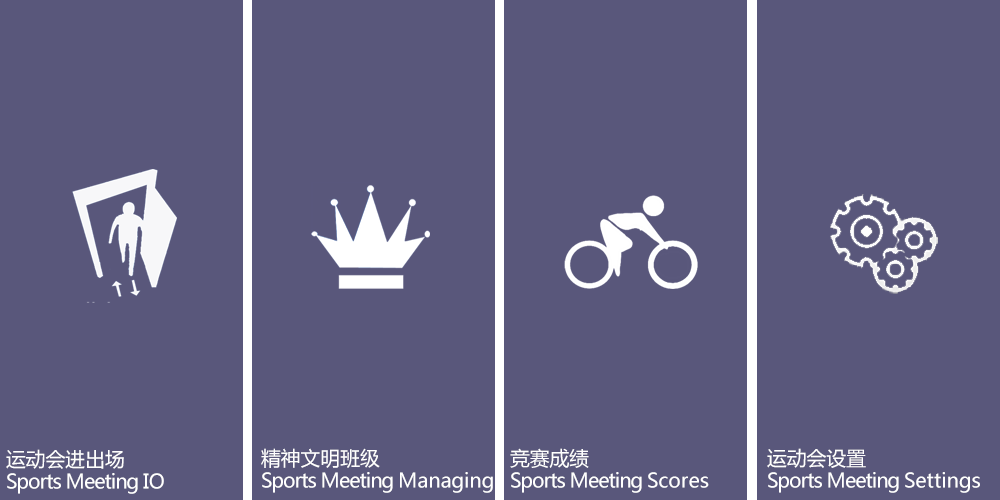 运动会进出场
Sports Meeting IO
精神文明班级
Sports Meeting Managing
竞赛成绩
Sports Meeting Scores
运动会设置
Sports Meeting Settings